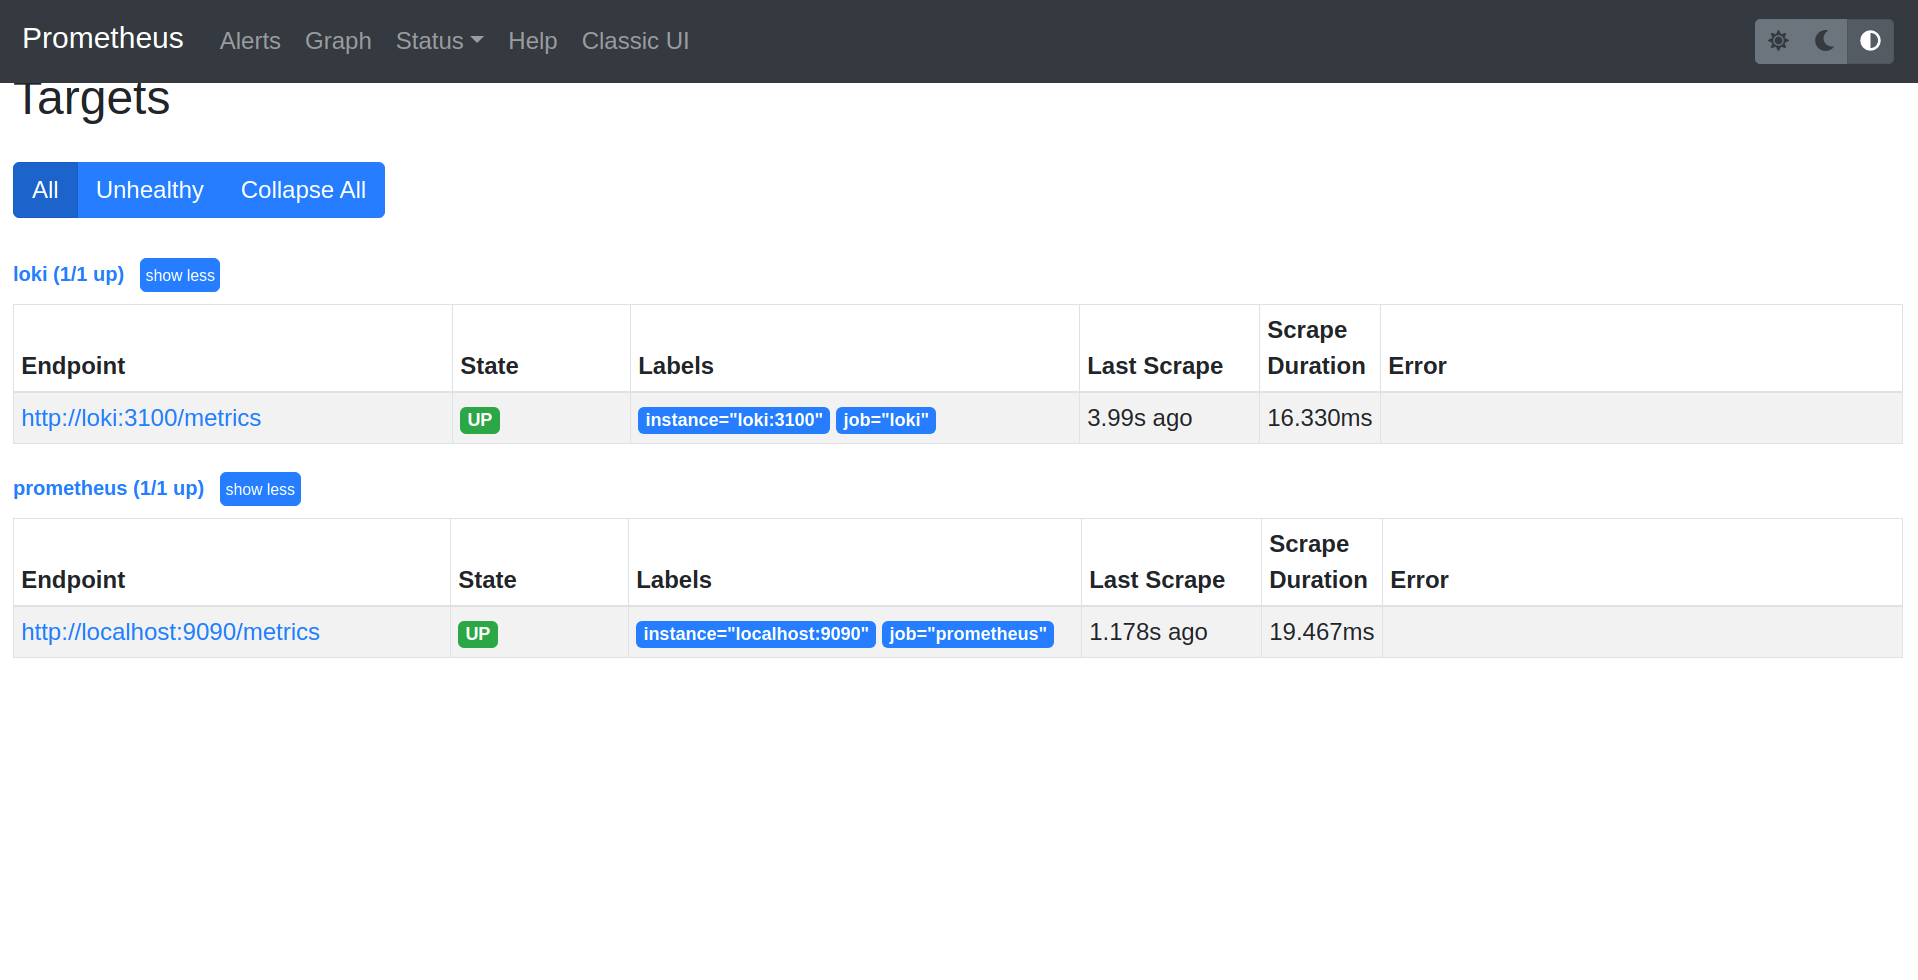 Prometheus Alerts Graph Status Help Classic UI
Targets
All Unhealthy Collapse All
loki (1/1 up) show less
Endpoint State Labels Last Scrape Scrape Duration Error
http://loki:3100/metrics UP instance="loki:3100" job="loki" 3.99s ago 16.330ms
prometheus (1/1 up) show less
Endpoint State Labels Last Scrape Scrape Duration Error
http://localhost:9090/metrics UP instance="localhost:9090" job="prometheus" 1.178s ago 19.467ms